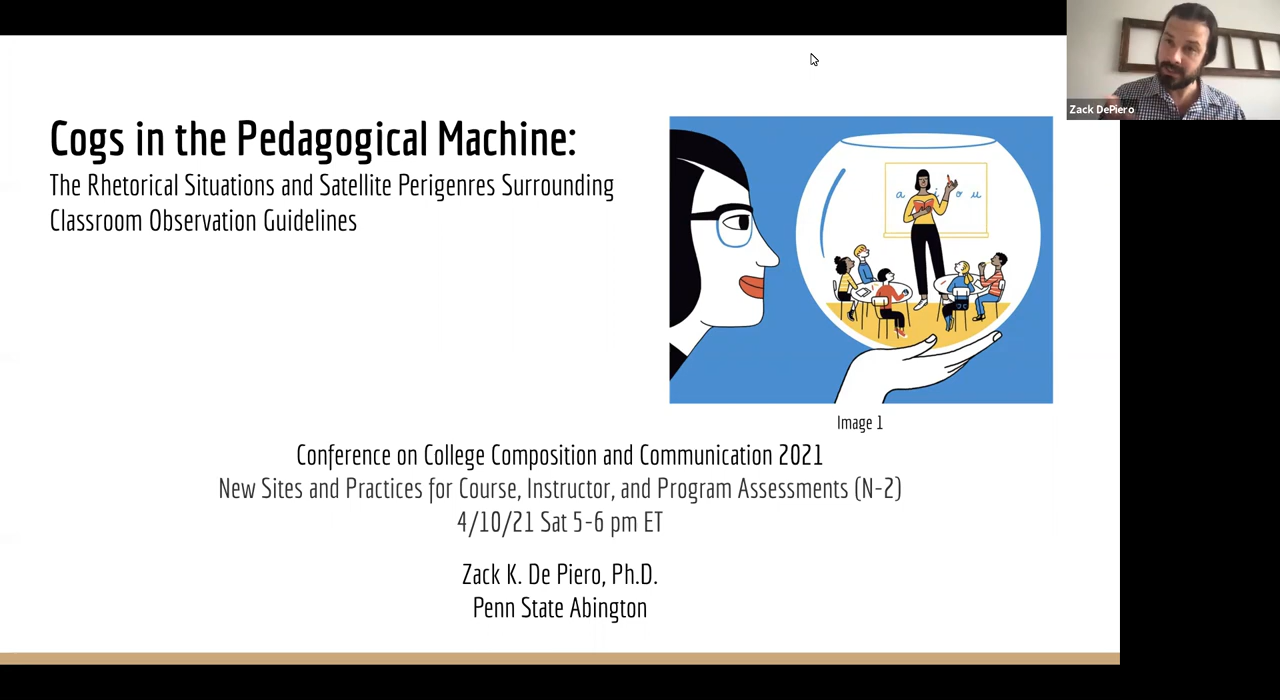 Cogs in the Pedagogical Machine:
The Rhetorical Situations and Satellite Perigenres Surrounding
Classroom Observation Guidelines
a i o u
Image 1
Conference on College Composition and Communication 2021
New Sites and Practices for Course, Instructor, and Program Assessments (N-2)
4/10/21 Sat 5-6 pm ET
Zack K. De Piero, Ph.D.
Penn State Abington
Zack DePiero